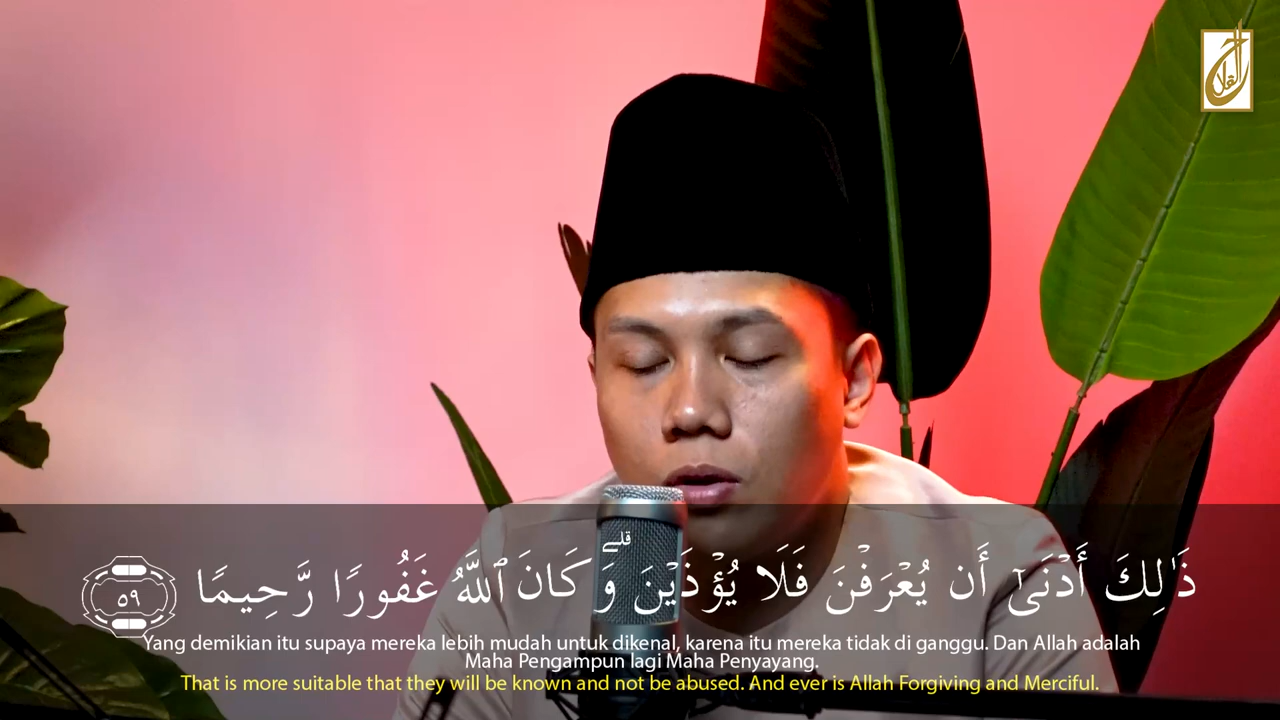 ذَٰلِكَ أَدْنَىٰٓ أَن يُعْرَفْنَ فَلَا يُؤْذَيْنَ ۗ وَكَانَ ٱللَّهُ غَفُورًا رَّحِيمًا ٥٩
Yang demikian itu supaya mereka lebih mudah untuk dikenal, karena itu mereka tidak di ganggu. Dan Allah adalah
Maha Pengampun lagi Maha Penyayang.
That is more suitable that they will be known and not be abused. And ever is Allah Forgiving and Merciful.